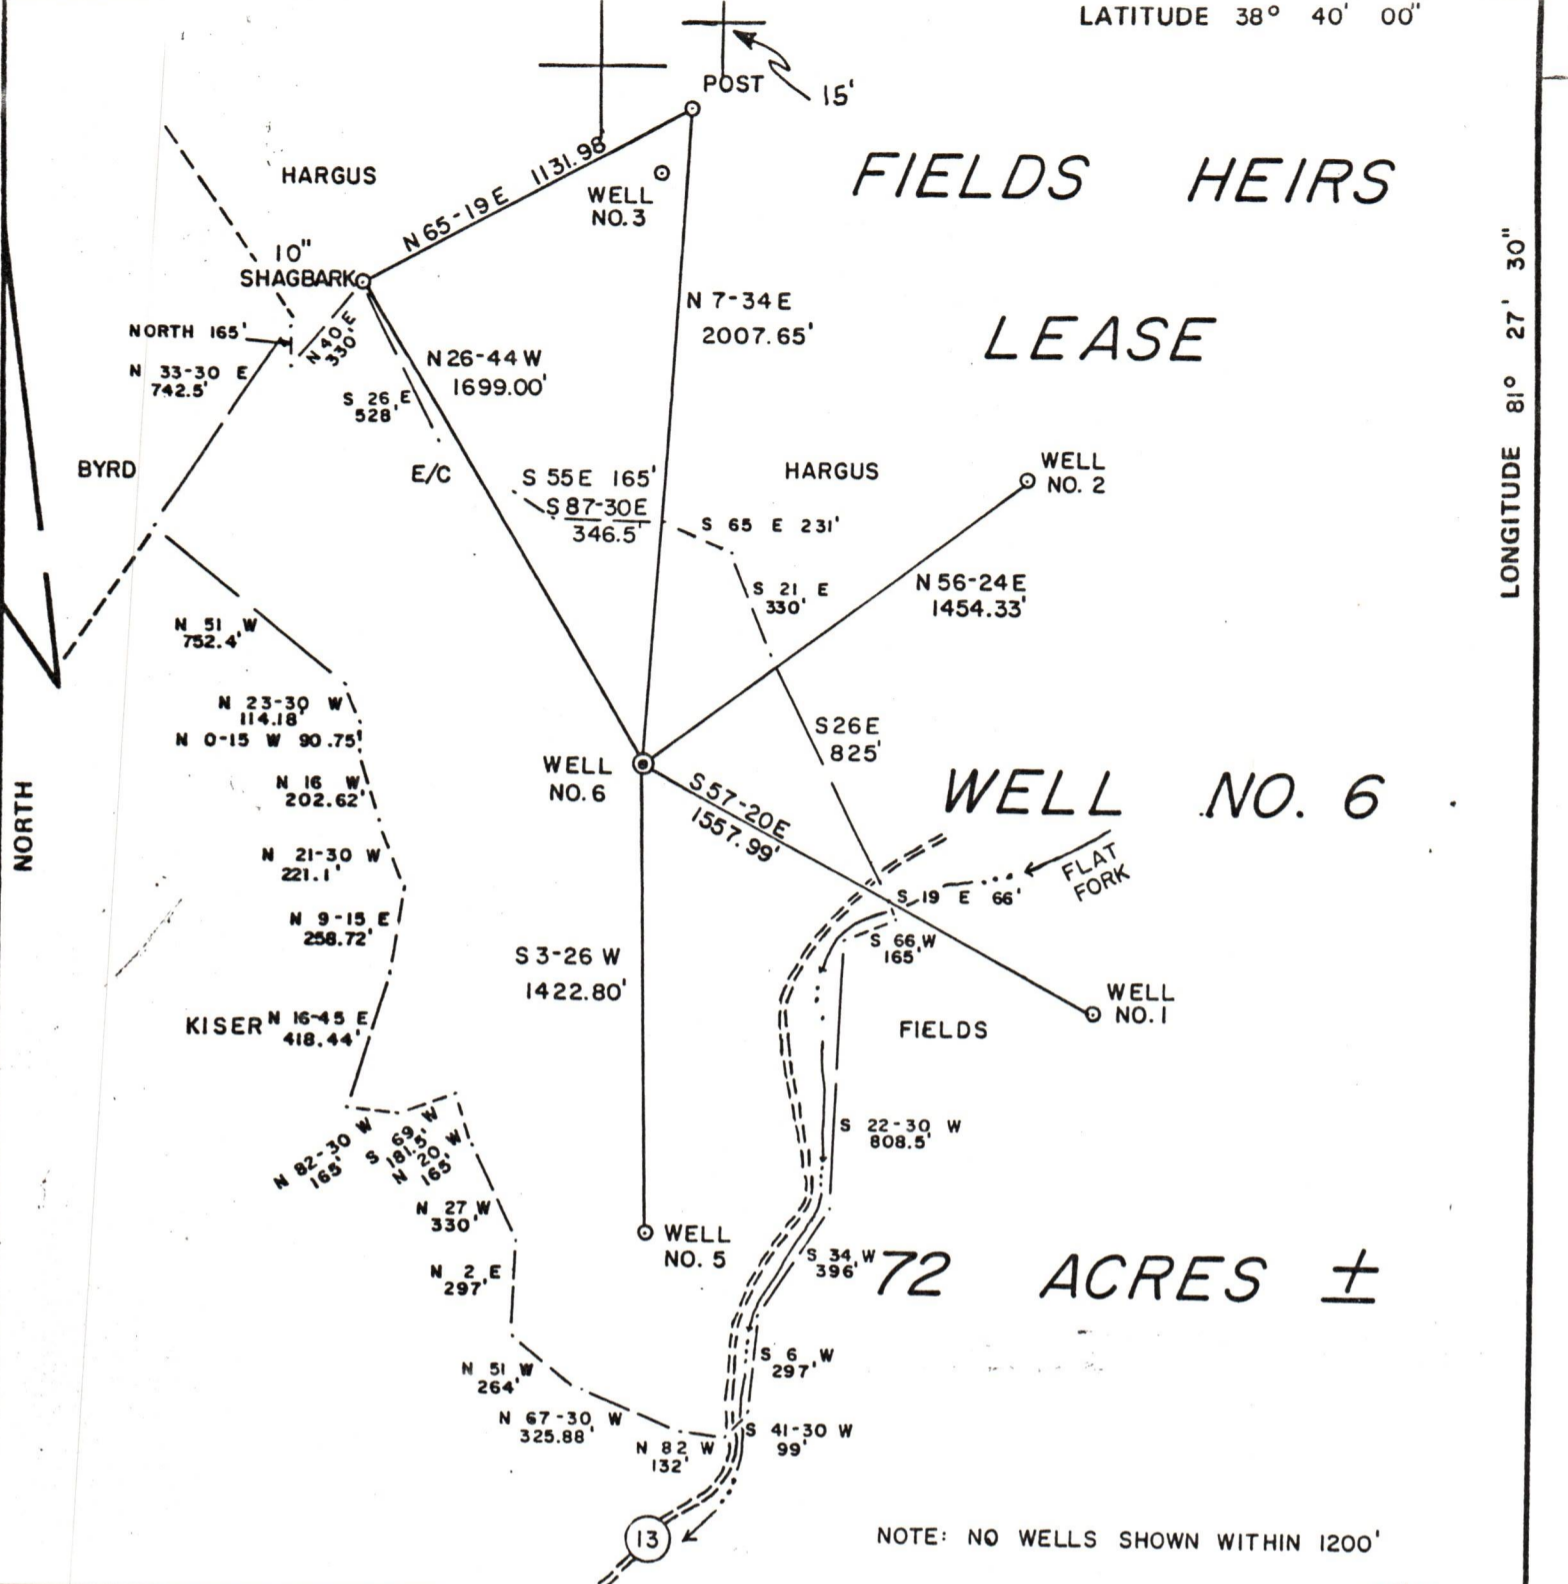 LATITUDE 38° 40' 00"
POST
15'
HARGUS
N 65-19 E 1131.98'
WELL
NO. 3
FIELDS HEIRS
10"
SHAGBARK
LONGITUDE 81° 27' 30"
NORTH 165'
N 40 E
330'
N 7-34 E
2007.65'
LEASE
N 33-30 E
742.5'
N 26-44 W
1699.00'
S 26 E
528'
BYRD
E/C
S 55 E 165'
S 87-30 E
346.5'
HARGUS
WELL
NO. 2
S 65 E 231'
S 21 E
330'
N 56-24 E
1454.33'
N 51 W
752.4'
N 23-30 W
114.18'
N 0-15 W 90.75'
S 26 E
825'
NORTH
N 16 W
202.62'
WELL
NO. 6
S 57-20 E
1557.99'
WELL NO. 6
N 21-30 W
221.1'
FLAT
FORK
S 19 E 66'
N 9-15 E
258.72'
S 66 W
165'
S 3-26 W
1422.80'
WELL
NO. 1
KISER
N 16-45 E
418.44'
FIELDS
N 82-30 W
165'
S 69 W
181.5'
N 20 W
165'
S 22-30 W
808.5'
N 27 W
330'
WELL
NO. 5
S 34 W
396'
72 ACRES ±
N 2 E
297'
S 6 W
297'
N 51 W
264'
N 67-30 W
325.88'
N 82 W
132'
S 41-30 W
99'
13
NOTE: NO WELLS SHOWN WITHIN 1200'